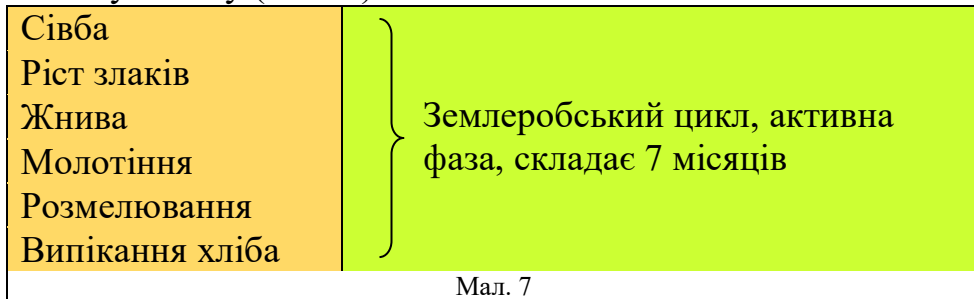 Сівба
Ріст злаків
Жнива
Молотіння
Розмелювання
Випікання хліба
Землеробський цикл, активна
фаза, складає 7 місяців
Мал. 7